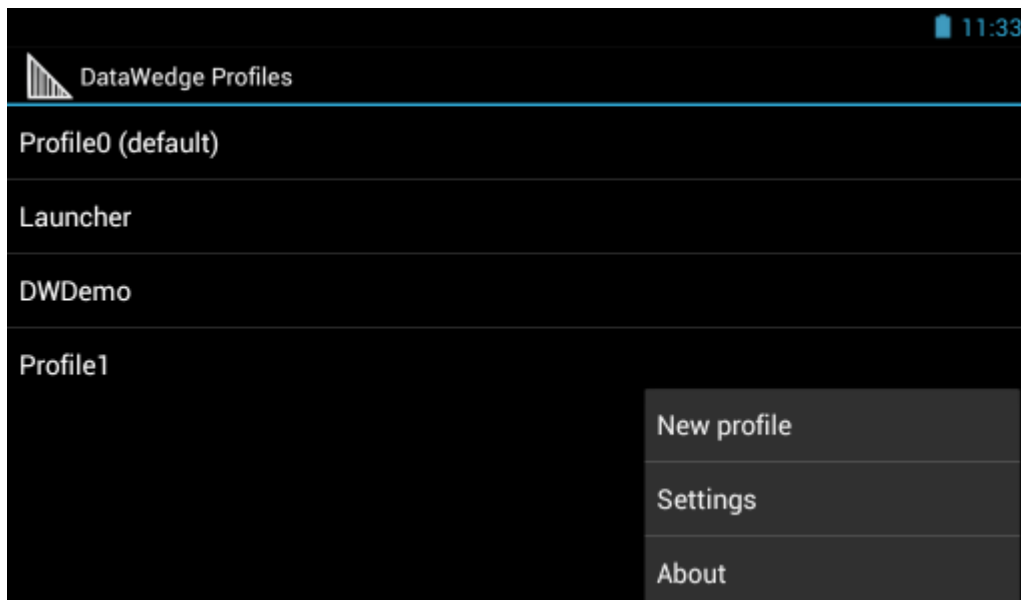 11:33
DataWedge Profiles
Profile0 (default)
Launcher
DWDemo
Profile1
New profile
Settings
About